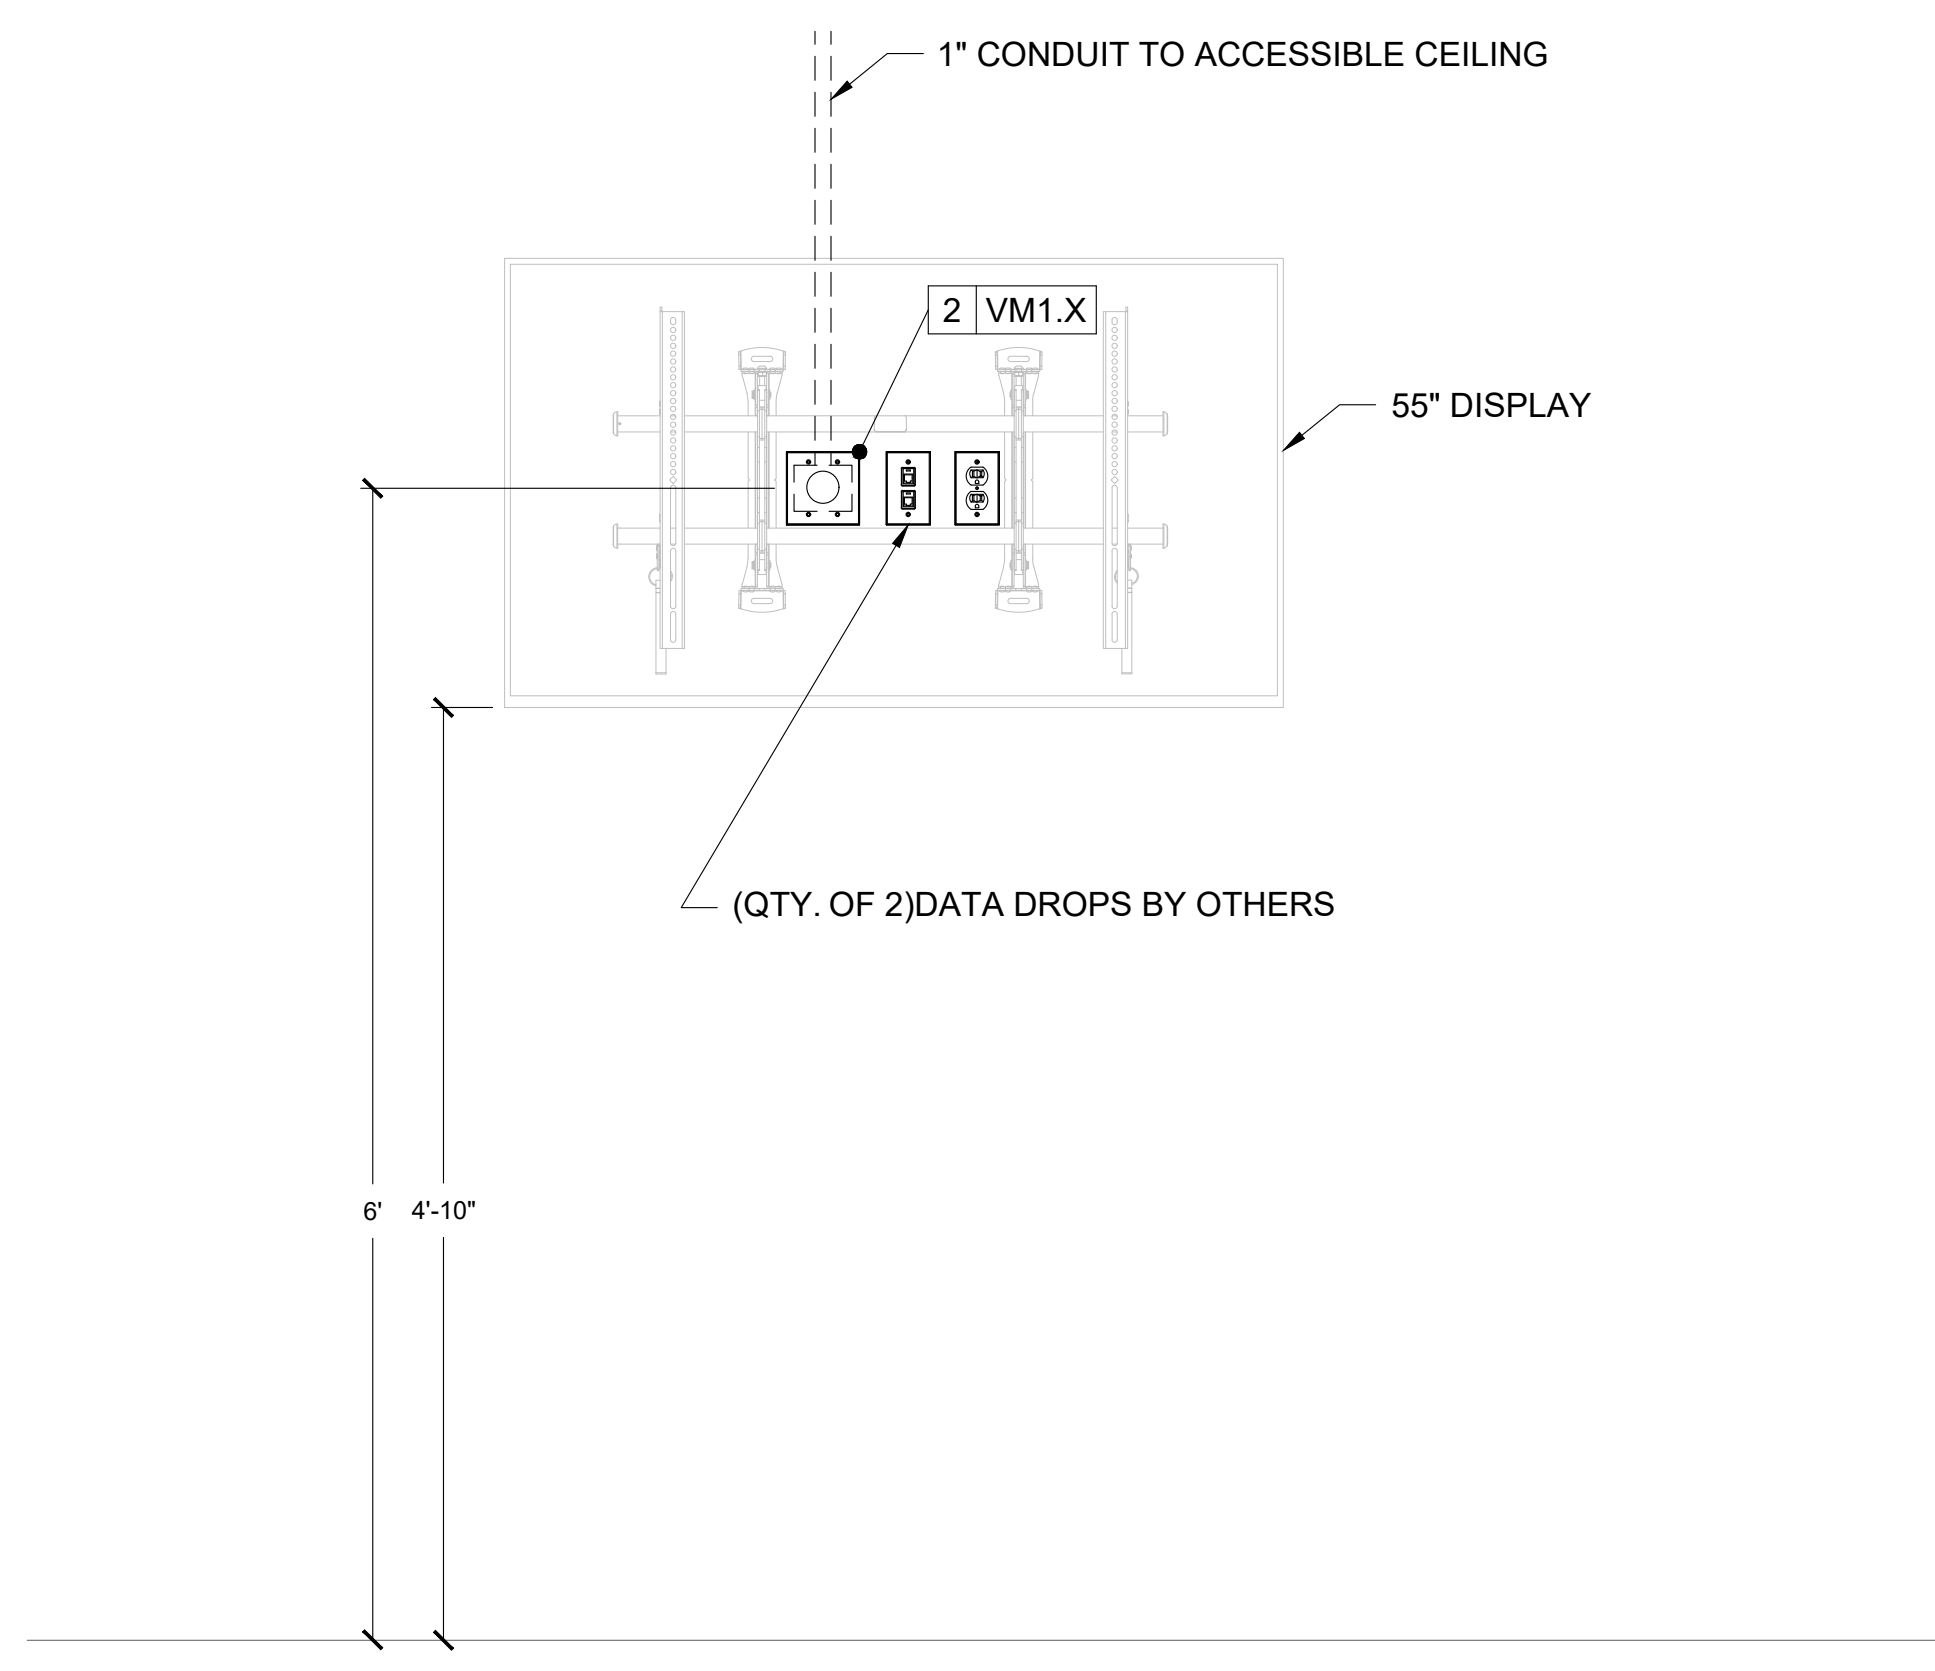 1" CONDUIT TO ACCESSIBLE CEILING
2 VM1.X
55" DISPLAY
(QTY. OF 2)DATA DROPS BY OTHERS
6' 4'-10"